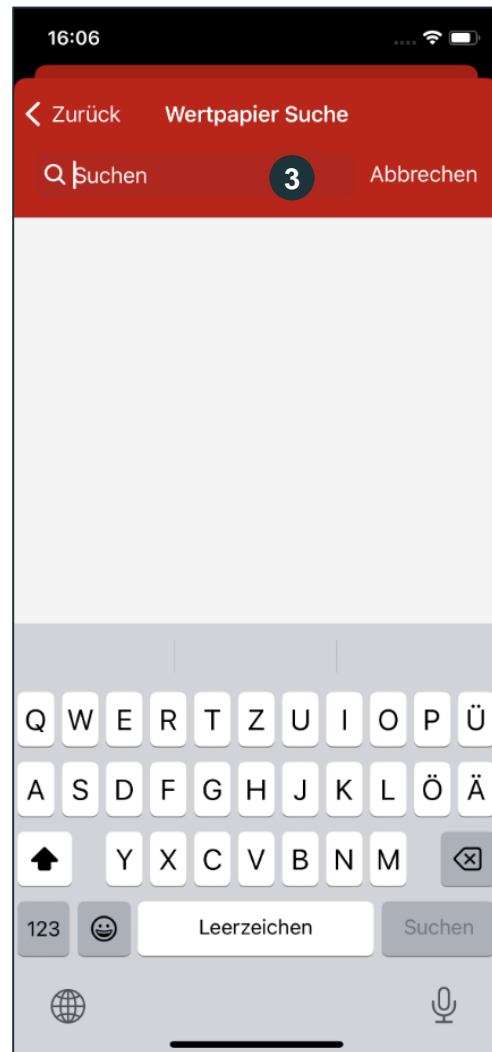 16:06
Zurück Wertpapier Suche
Suchen 3 Abbrechen
Q W E R T Z U I O P Ü
A S D F G H J K L Ö Ä
Y X C V B N M
123 Leerzeichen Suchen